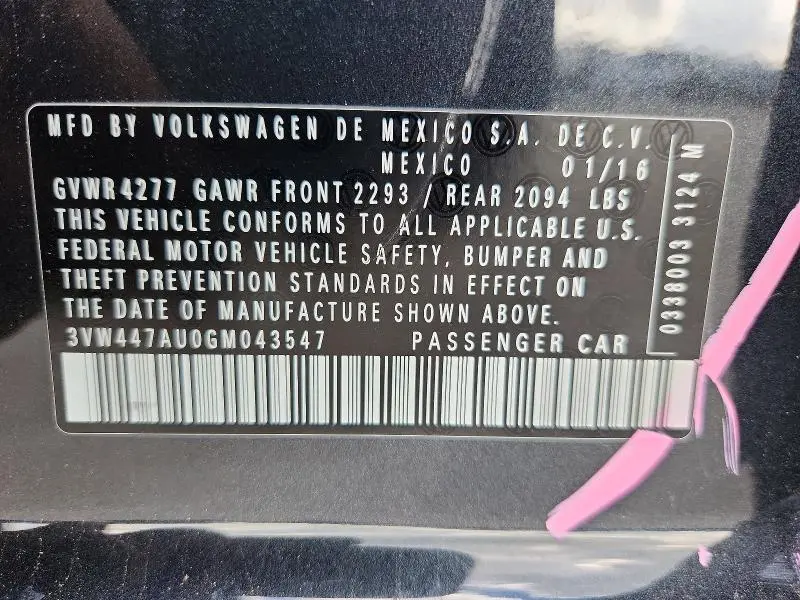 MFD BY VOLKSWAGEN DE MEXICO S.A. DE C.V.
MEXICO 01/16
GVWR 4277 GAWR FRONT 2293 / REAR 2094 LBS
THIS VEHICLE CONFORMS TO ALL APPLICABLE U.S.
FEDERAL MOTOR VEHICLE SAFETY, BUMPER AND
THEFT PREVENTION STANDARDS IN EFFECT ON
THE DATE OF MANUFACTURE SHOWN ABOVE.
3VW447AU0GM043547 PASSENGER CAR
0338003 3124 M